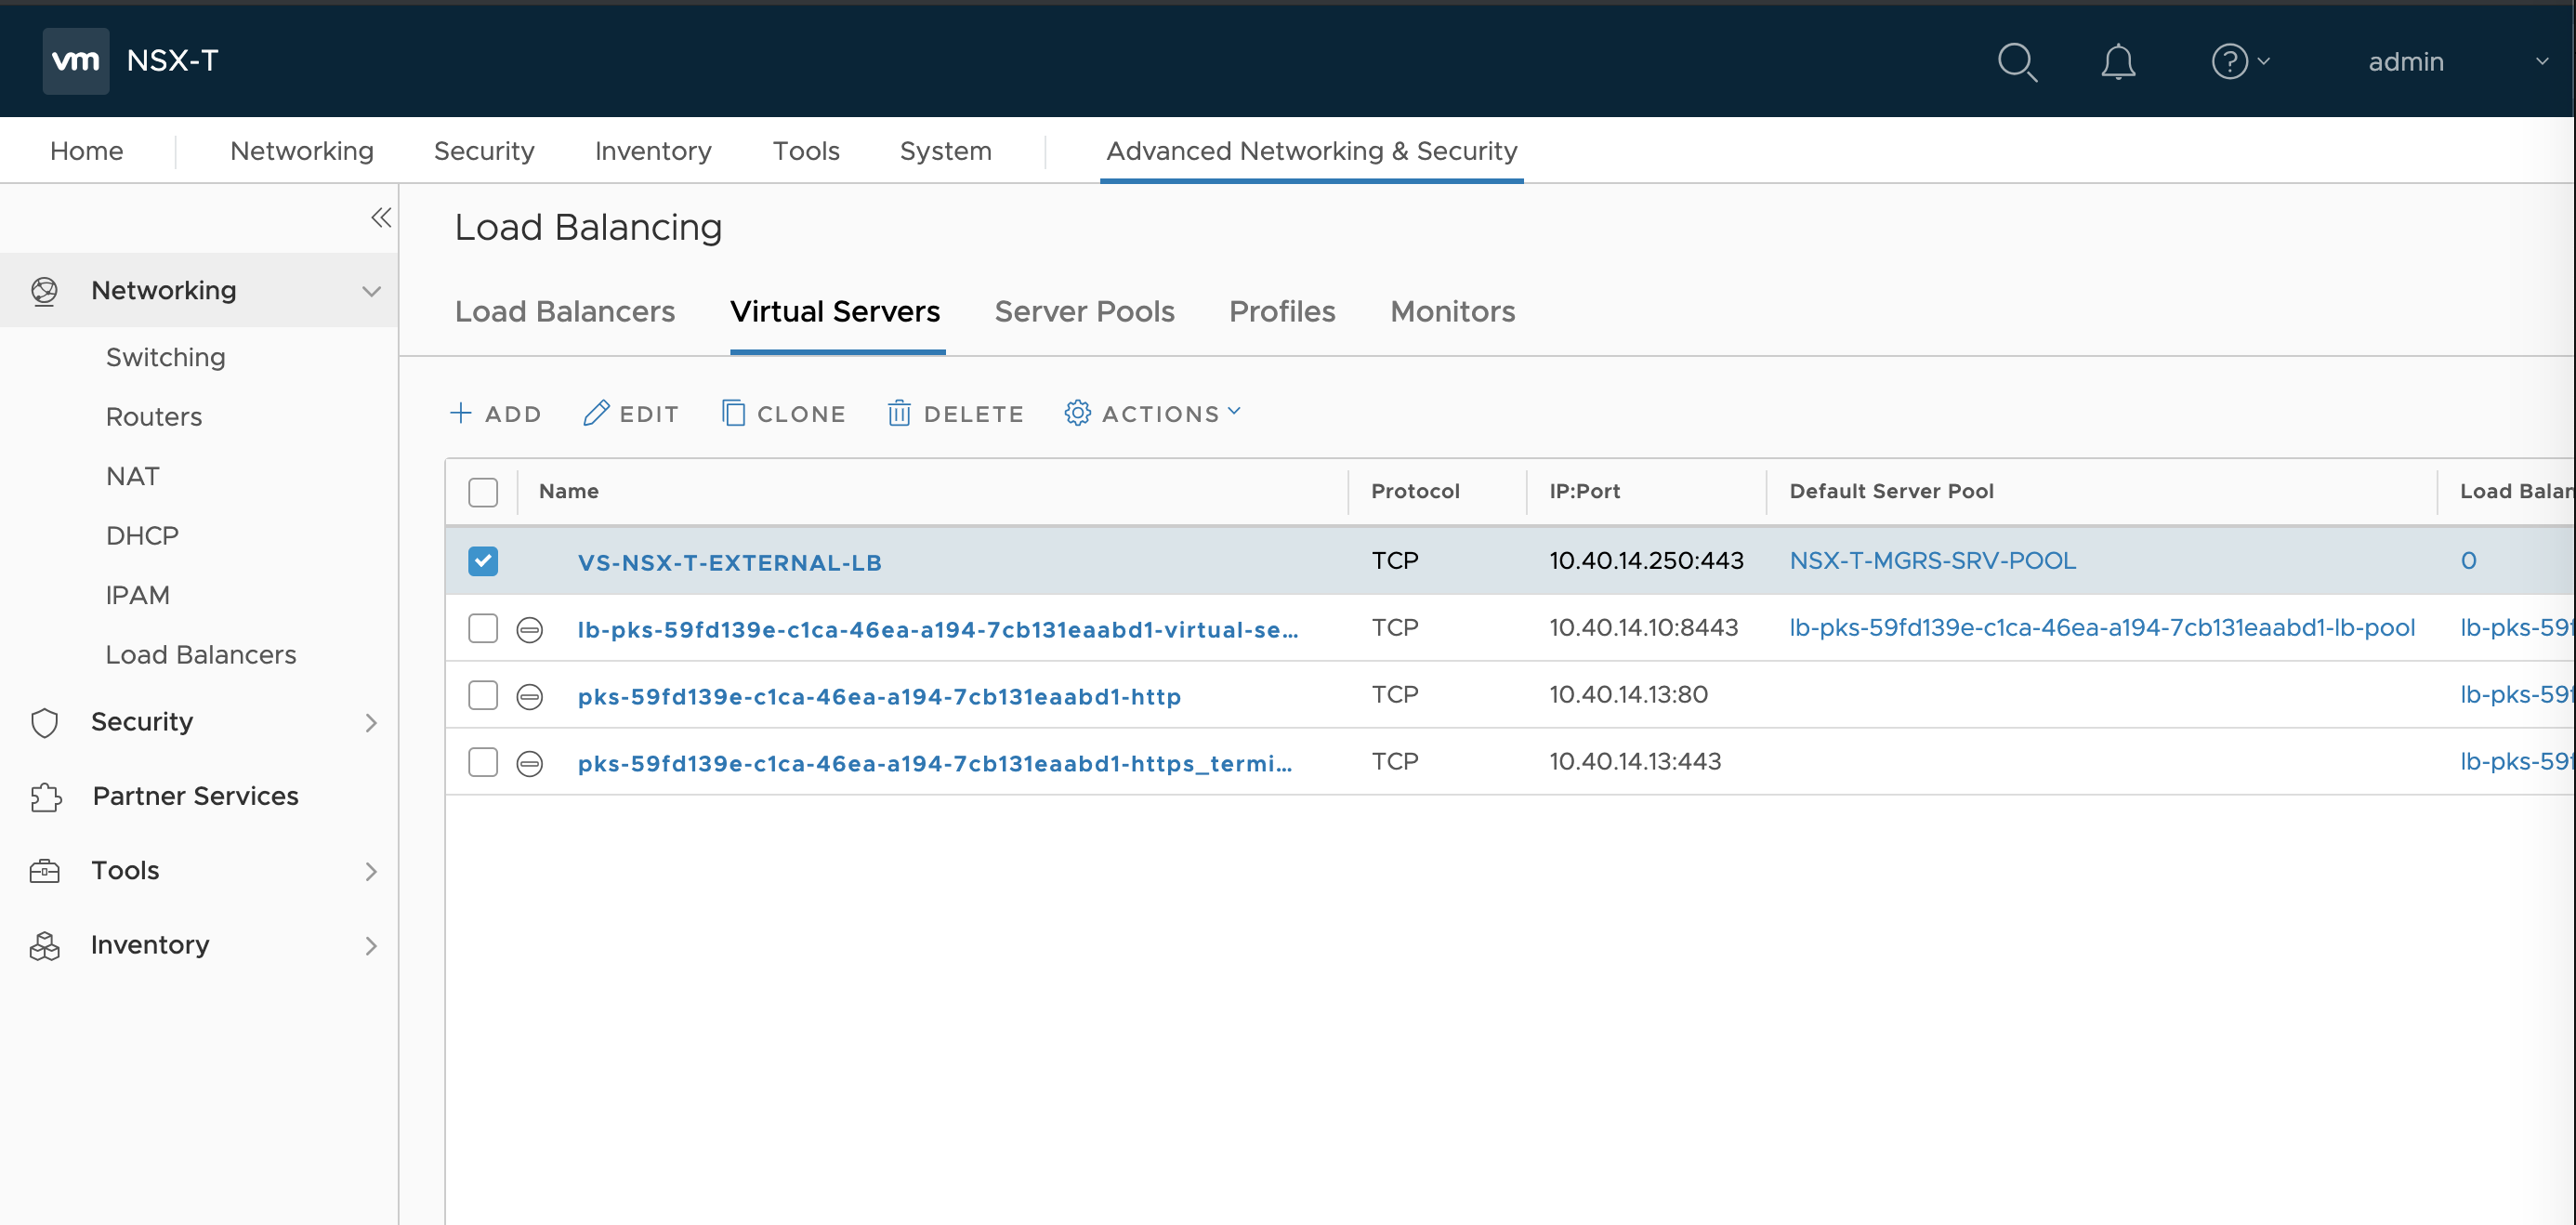 vm NSX-T admin
Home Networking Security Inventory Tools System Advanced Networking & Security
Load Balancing
Networking
Load Balancers Virtual Servers Server Pools Profiles Monitors
Switching
Routers
+ ADD EDIT CLONE DELETE ACTIONS
NAT
Name Protocol IP:Port Default Server Pool Load Balan
DHCP
VS-NSX-T-EXTERNAL-LB TCP 10.40.14.250:443 NSX-T-MGRS-SRV-POOL 0
IPAM
lb-pks-59fd139e-c1ca-46ea-a194-7cb131eaabd1-virtual-se... TCP 10.40.14.10:8443 lb-pks-59fd139e-c1ca-46ea-a194-7cb131eaabd1-lb-pool lb-pks-59f
Load Balancers
pks-59fd139e-c1ca-46ea-a194-7cb131eaabd1-http TCP 10.40.14.13:80 lb-pks-59f
Security
pks-59fd139e-c1ca-46ea-a194-7cb131eaabd1-https_termi... TCP 10.40.14.13:443 lb-pks-59f
Partner Services
Tools
Inventory